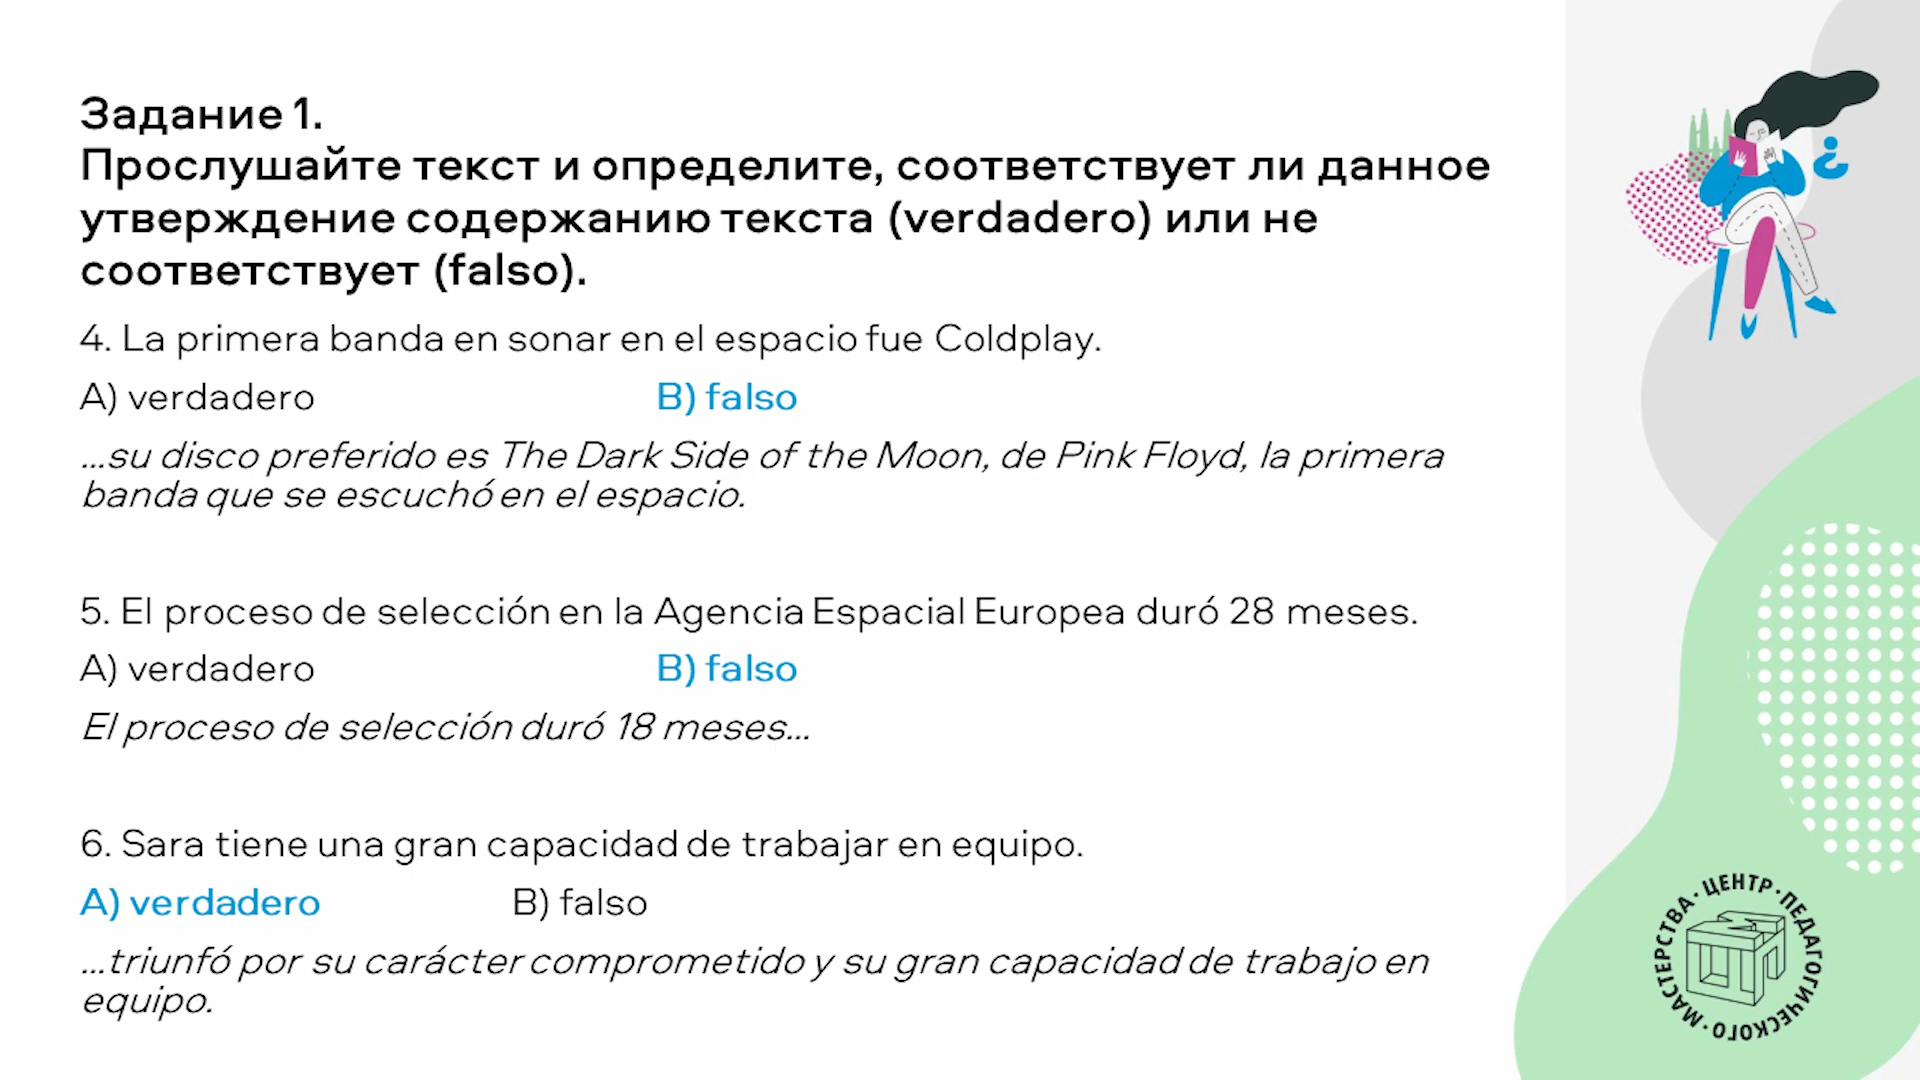 Задание 1.
Прослушайте текст и определите, соответствует ли данное
утверждение содержанию текста (verdadero) или не
соответствует (falso).
4. La primera banda en sonar en el espacio fue Coldplay.
A) verdadero B) falso
...su disco preferido es The Dark Side of the Moon, de Pink Floyd, la primera
banda que se escuchó en el espacio.
5. El proceso de selección en la Agencia Espacial Europea duró 28 meses.
A) verdadero B) falso
El proceso de selección duró 18 meses...
6. Sara tiene una gran capacidad de trabajar en equipo.
A) verdadero B) falso
...triunfó por su carácter comprometido y su gran capacidad de trabajo en
equipo.
¿
ЦЕНТР · ПЕДАГОГИЧЕСКОГО · МАСТЕРСТВА ·